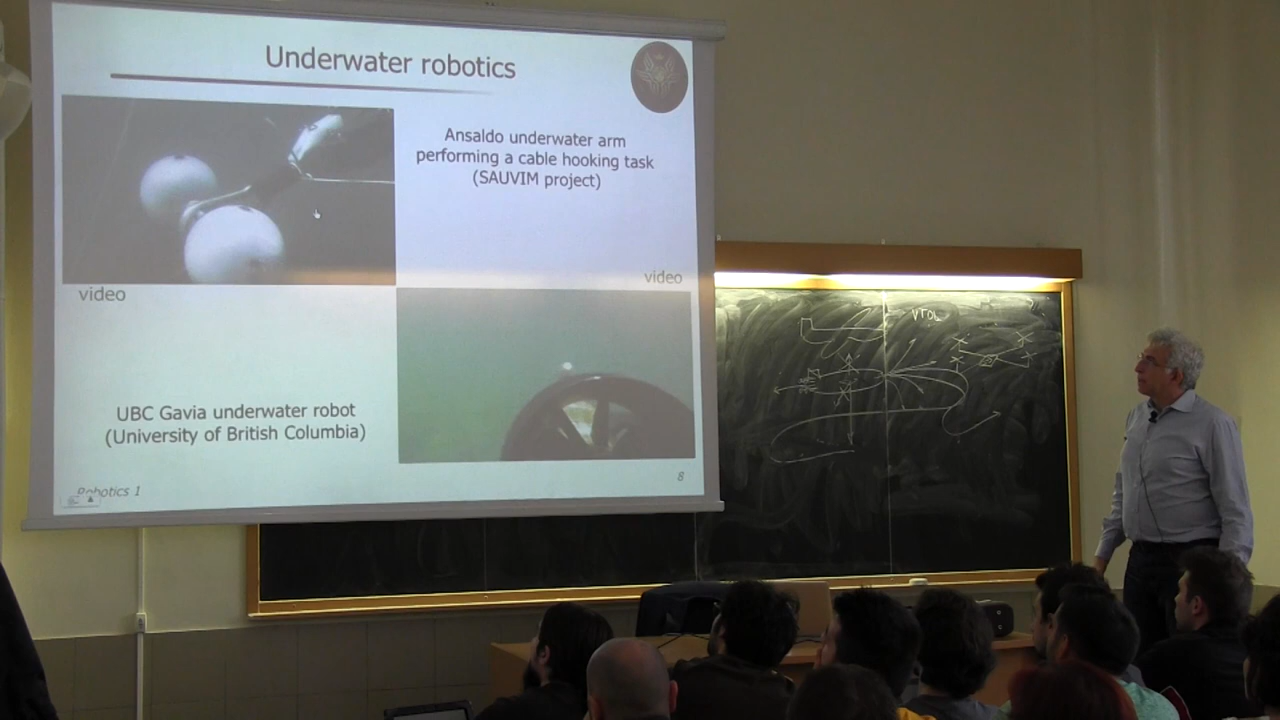 Underwater robotics
Ansaldo underwater arm
performing a cable hooking task
(SAUVIM project)
video
video
UBC Gavia underwater robot
(University of British Columbia)
Robotics 1
8
VTOL